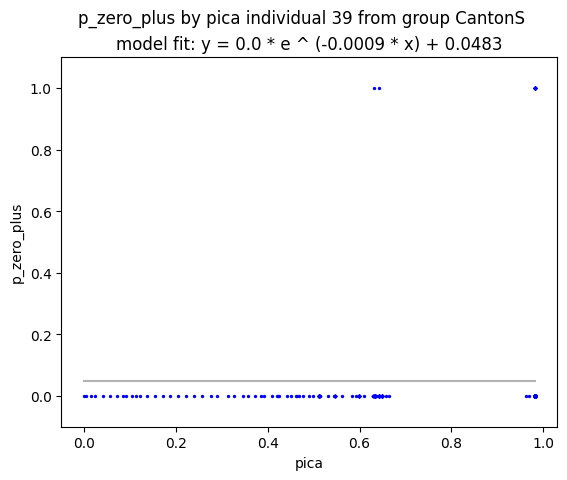 p_zero_plus by pica individual 39 from group CantonS
model fit: y = 0.0 * e ^ (-0.0009 * x) + 0.0483
1.0
0.8
0.6
0.4
0.2
0.0
p_zero_plus
0.0 0.2 0.4 0.6 0.8 1.0
pica